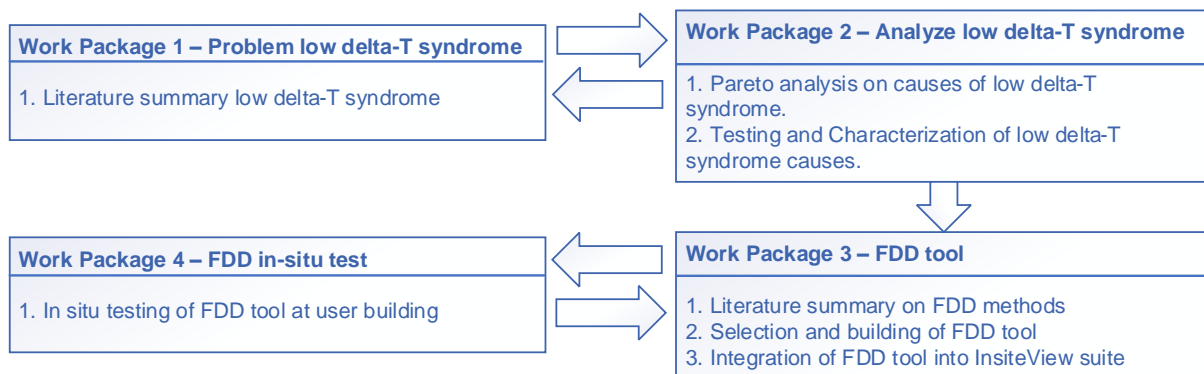 Work Package 1 – Problem low delta-T syndrome
1. Literature summary low delta-T syndrome
Work Package 2 – Analyze low delta-T syndrome
1. Pareto analysis on causes of low delta-T
syndrome.
2. Testing and Characterization of low delta-T
syndrome causes.
Work Package 4 – FDD in-situ test
1. In situ testing of FDD tool at user building
Work Package 3 – FDD tool
1. Literature summary on FDD methods
2. Selection and building of FDD tool
3. Integration of FDD tool into InsiteView suite